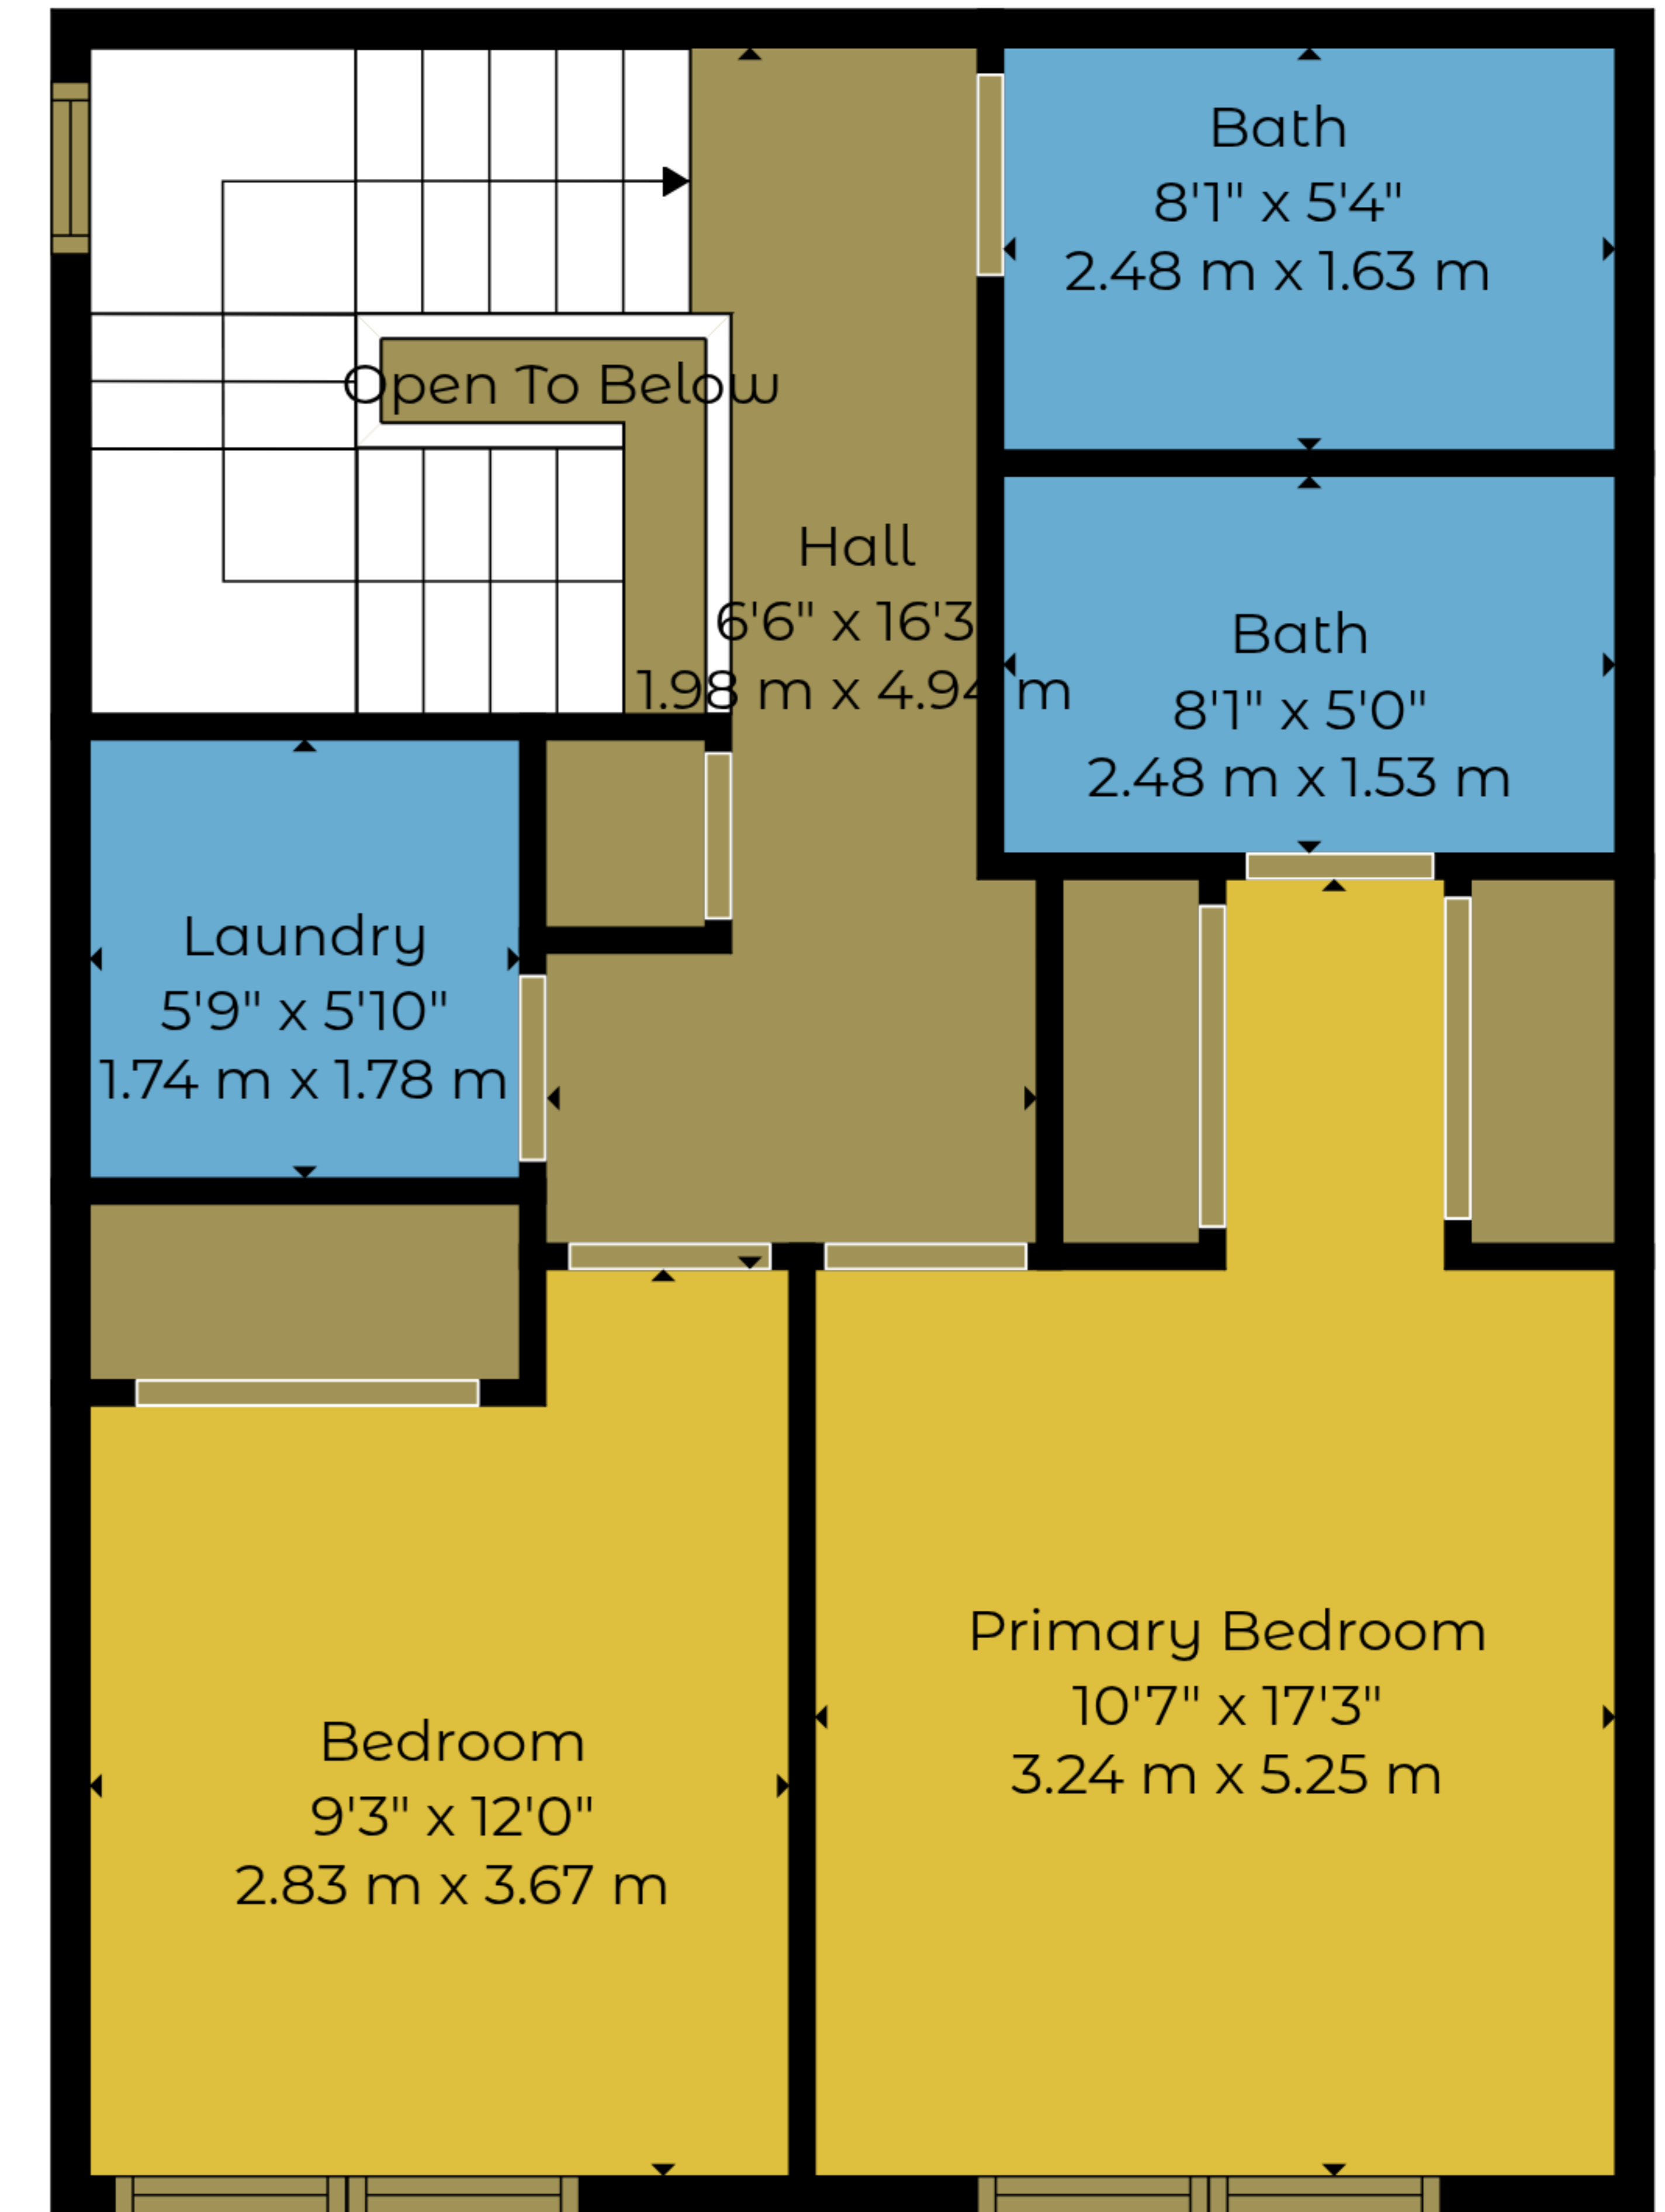 Bath
8'1" x 5'4"
2.48 m x 1.63 m
Open To Below
Hall
6'6" x 16'3
1.98 m x 4.94 m
Bath
8'1" x 5'0"
2.48 m x 1.53 m
Laundry
5'9" x 5'10"
1.74 m x 1.78 m
Primary Bedroom
10'7" x 17'3"
3.24 m x 5.25 m
Bedroom
9'3" x 12'0"
2.83 m x 3.67 m